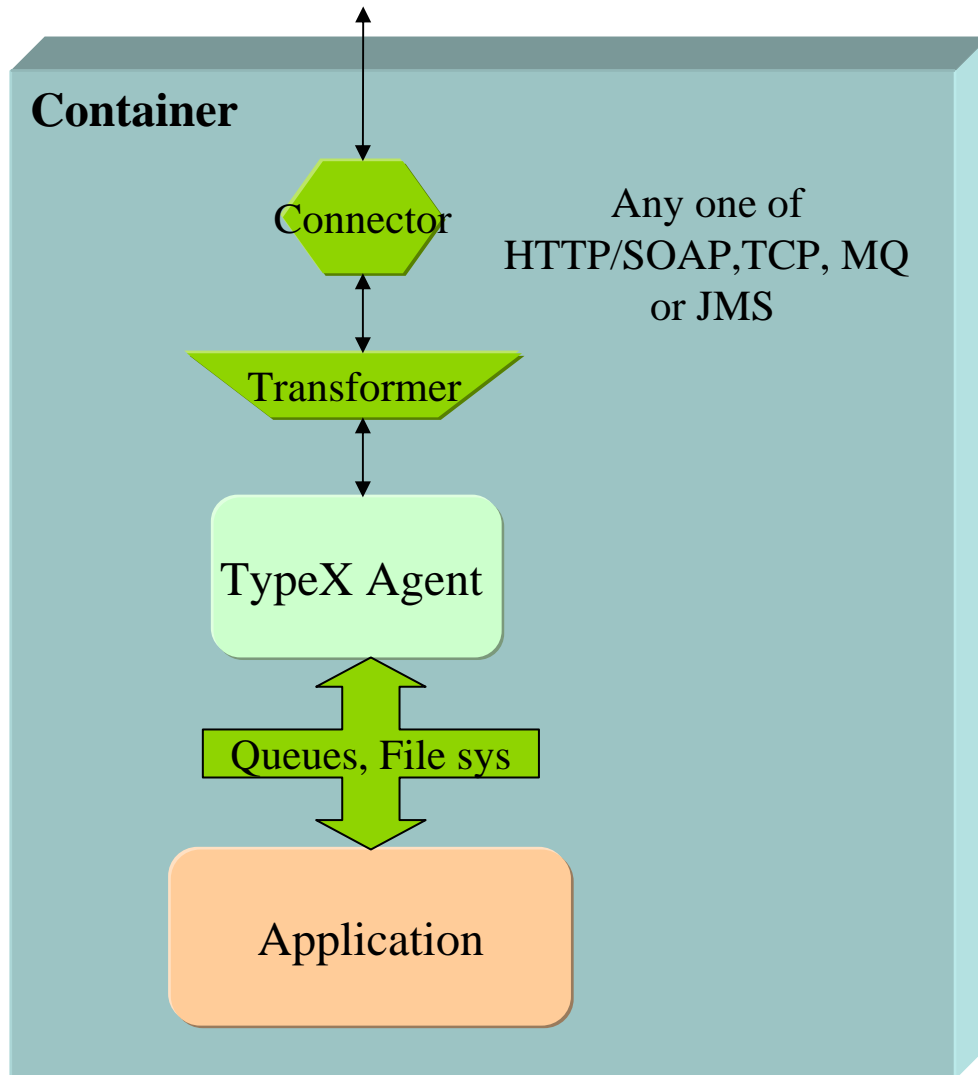 Container
Connector
Any one of
HTTP/SOAP,TCP, MQ
or JMS
Transformer
TypeX Agent
Queues, File sys
Application